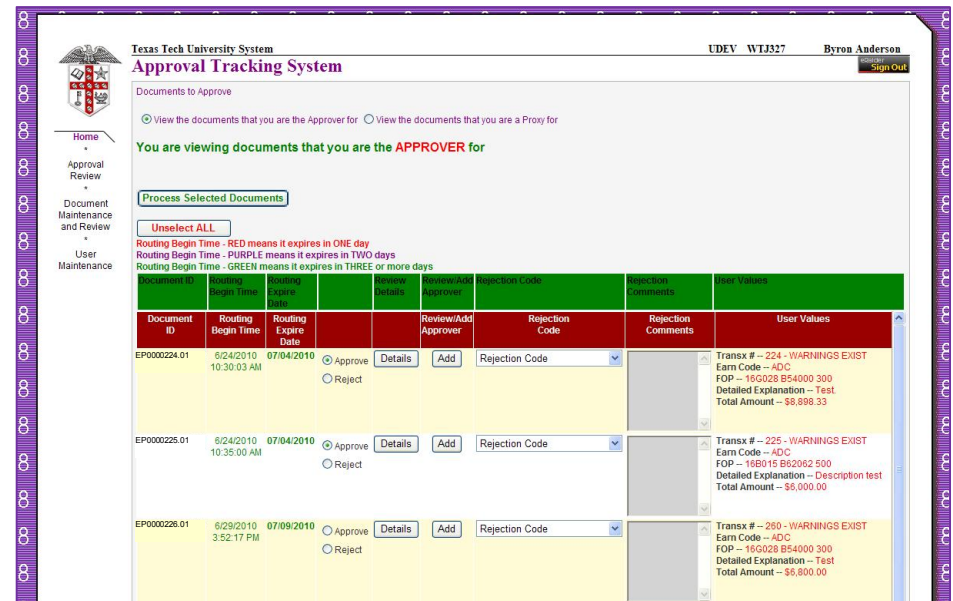 Texas Tech University System UDEV WTJ327 Byron Anderson
Approval Tracking System
Sign Out
Documents to Approve
View the documents that you are the Approver for View the documents that you are a Proxy for
You are viewing documents that you are the APPROVER for
Home
*
Approval
Review
*
Document
Maintenance
and Review
*
User
Maintenance
Process Selected Documents
Unselect ALL
Routing Begin Time - RED means it expires in ONE day
Routing Begin Time - PURPLE means it expires in TWO days
Routing Begin Time - GREEN means it expires in THREE or more days
Document ID Routing Routing Review Review/Add Rejection Code Rejection User Values
Begin Time Expire Details Approver Comments
Date
Document Routing Routing Review/Add Rejection Rejection User Values
ID Begin Time Expire Approver Code Comments
Date
EP0000224.01 6/24/2010 07/04/2010 Approve Details Add Rejection Code Transx # -- 224 - WARNINGS EXIST
10:30:03 AM Earn Code -- ADC
Reject FOP -- 16G028 B54000 300
Detailed Explanation -- Test
Total Amount -- $8,898.33
EP0000225.01 6/24/2010 07/04/2010 Approve Details Add Rejection Code Transx # -- 225 - WARNINGS EXIST
10:35:00 AM Earn Code -- ADC
Reject FOP -- 16B015 B62062 500
Detailed Explanation -- Description test
Total Amount -- $6,000.00
EP0000226.01 6/29/2010 07/09/2010 Approve Details Add Rejection Code Transx # -- 260 - WARNINGS EXIST
3:52:17 PM Earn Code -- ADC
Reject FOP -- 16G028 B54000 300
Detailed Explanation -- Test
Total Amount -- $6,800.00